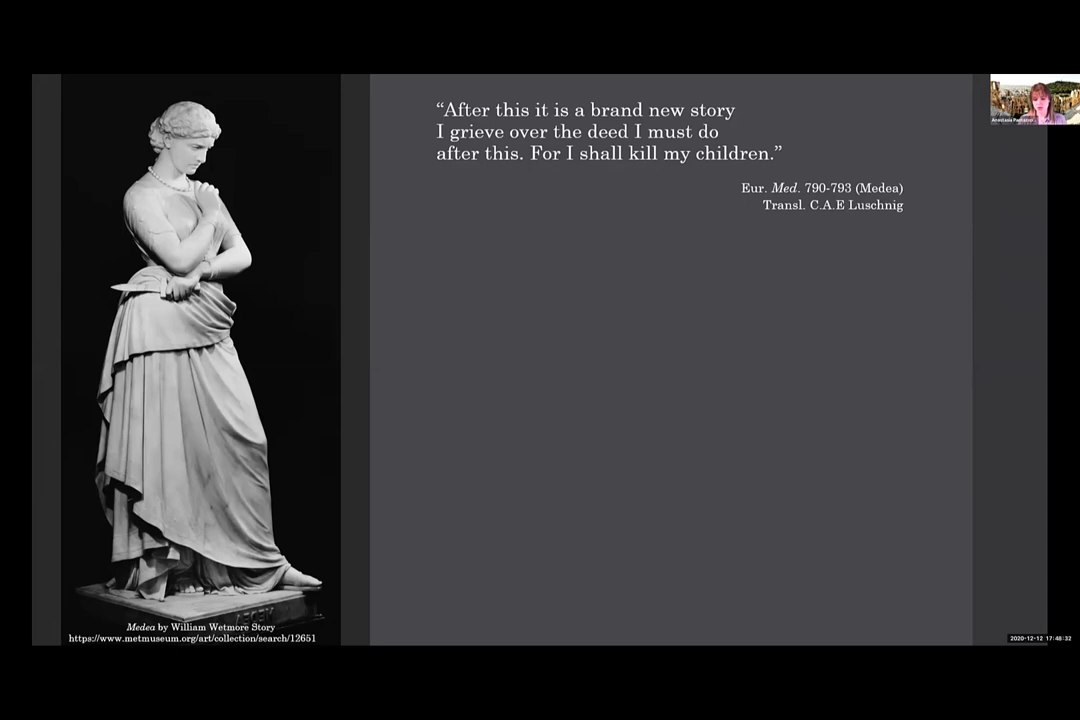 “After this it is a brand new story
I grieve over the deed I must do
after this. For I shall kill my children.”
Eur. Med. 790-793 (Medea)
Transl. C.A.E Luschnig
Medea by William Wetmore Story
https://www.metmuseum.org/art/collection/search/12651
Anastasia
2020-12-12 17:48:32